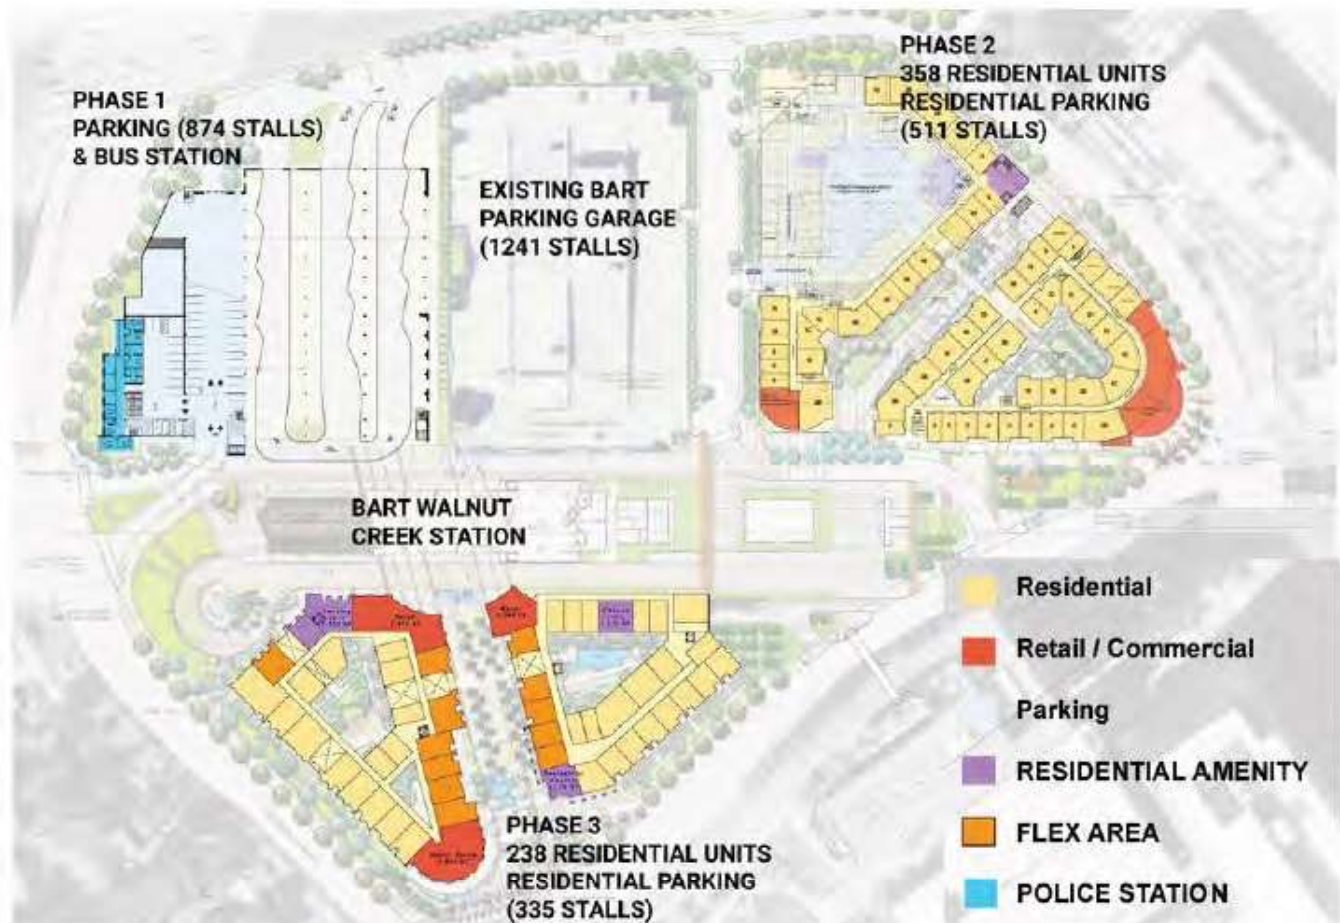 PHASE 1
PARKING (874 STALLS)
& BUS STATION
EXISTING BART
PARKING GARAGE
(1241 STALLS)
PHASE 2
358 RESIDENTIAL UNITS
RESIDENTIAL PARKING
(511 STALLS)
BART WALNUT
CREEK STATION
PHASE 3
238 RESIDENTIAL UNITS
RESIDENTIAL PARKING
(335 STALLS)
Residential
Retail / Commercial
Parking
RESIDENTIAL AMENITY
FLEX AREA
POLICE STATION